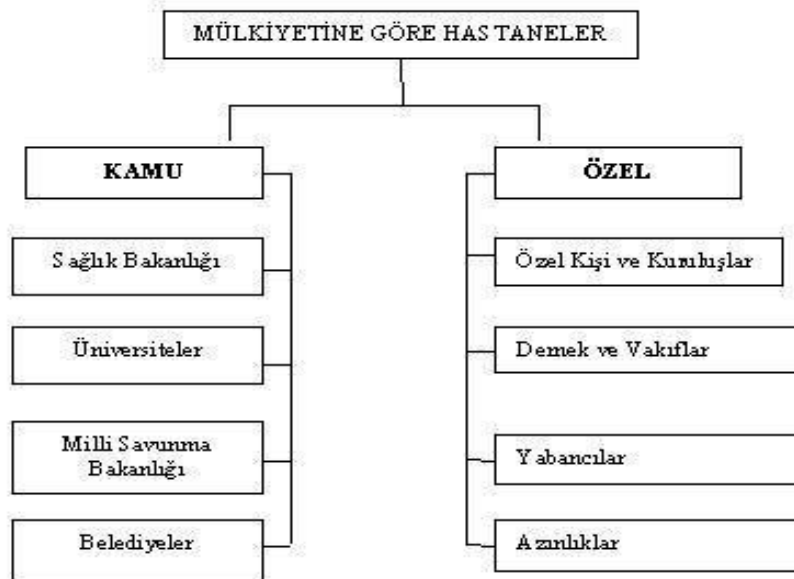 MÜLKİYETİNE GÖRE HASTANELER
KAMU
Sağlık Bakanlığı
Üniversiteler
Milli Savunma
Bakanlığı
Belediyeler
ÖZEL
Özel Kişi ve Kuruluşlar
Dernek ve Vakıflar
Yabancılar
Azınlıklar